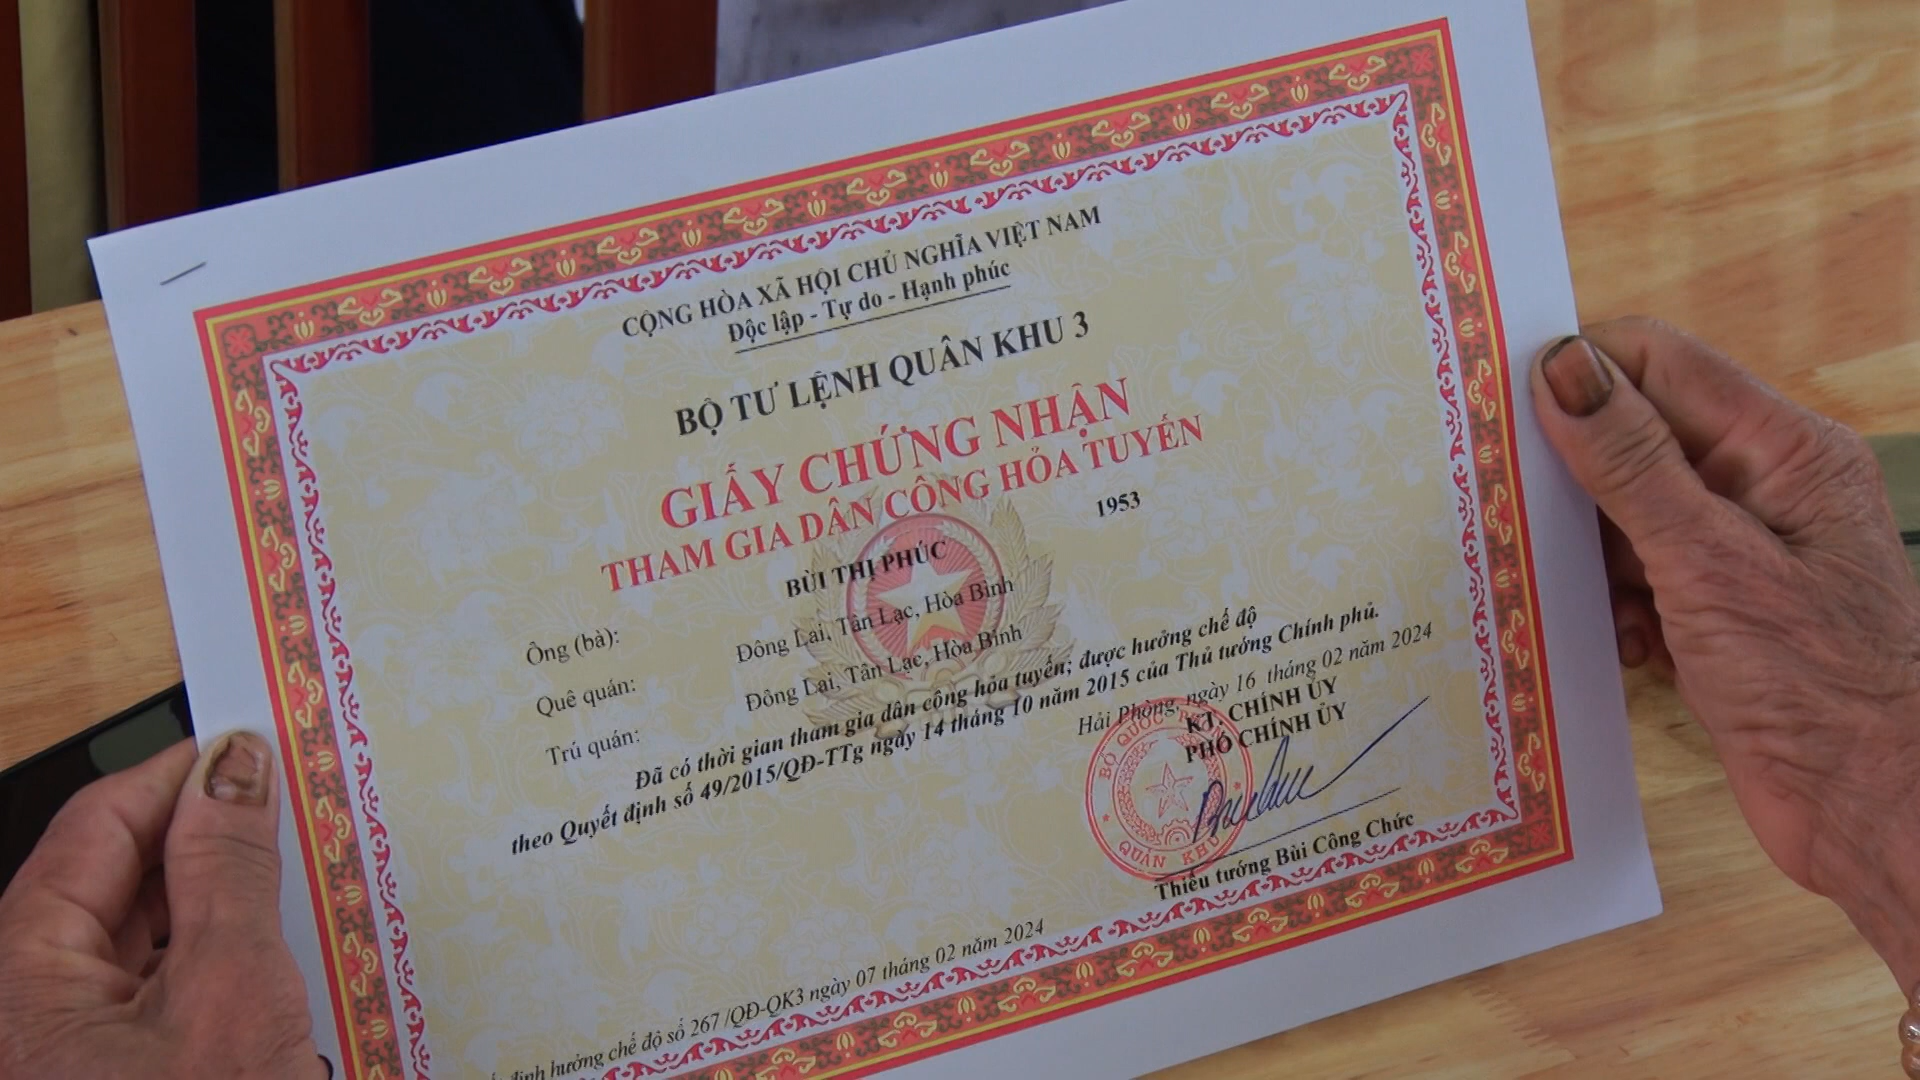 CỘNG HÒA XÃ HỘI CHỦ NGHĨA VIỆT NAM
Độc lập - Tự do - Hạnh phúc
BỘ TƯ LỆNH QUÂN KHU 3
GIẤY CHỨNG NHẬN
THAM GIA DÂN CÔNG HỎA TUYẾN
Ông (bà): BÙI THỊ PHÚC 1953
Quê quán: Đông Lai, Tân Lạc, Hòa Bình
Trú quán: Đông Lai, Tân Lạc, Hòa Bình
Đã có thời gian tham gia dân công hỏa tuyến; được hưởng chế độ
theo Quyết định số 49/2015/QĐ-TTg ngày 14 tháng 10 năm 2015 của Thủ tướng Chính phủ.
Hải Phòng, ngày 16 tháng 02 năm 2024
KT. CHÍNH ỦY
PHÓ CHÍNH ỦY
BỘ QUỐC
QUÂN KHU
Thiếu tướng Bùi Công Chức
định hưởng chế độ số 267 /QĐ-QK3 ngày 07 tháng 02 năm 2024